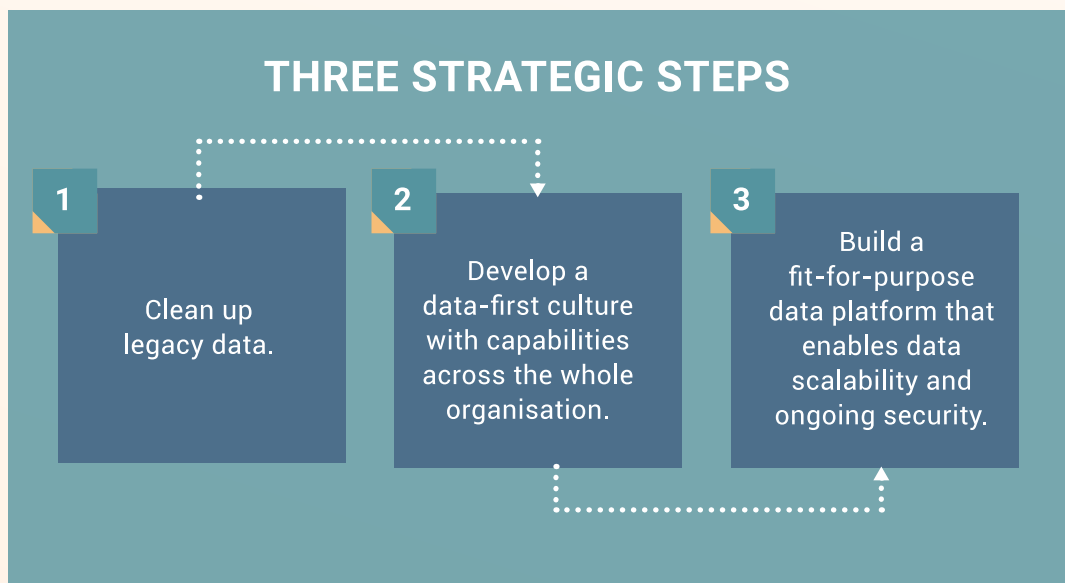 THREE STRATEGIC STEPS
1
Clean up
legacy data.
2
Develop a
data-first culture
with capabilities
across the whole
organisation.
3
Build a
fit-for-purpose
data platform that
enables data
scalability and
ongoing security.